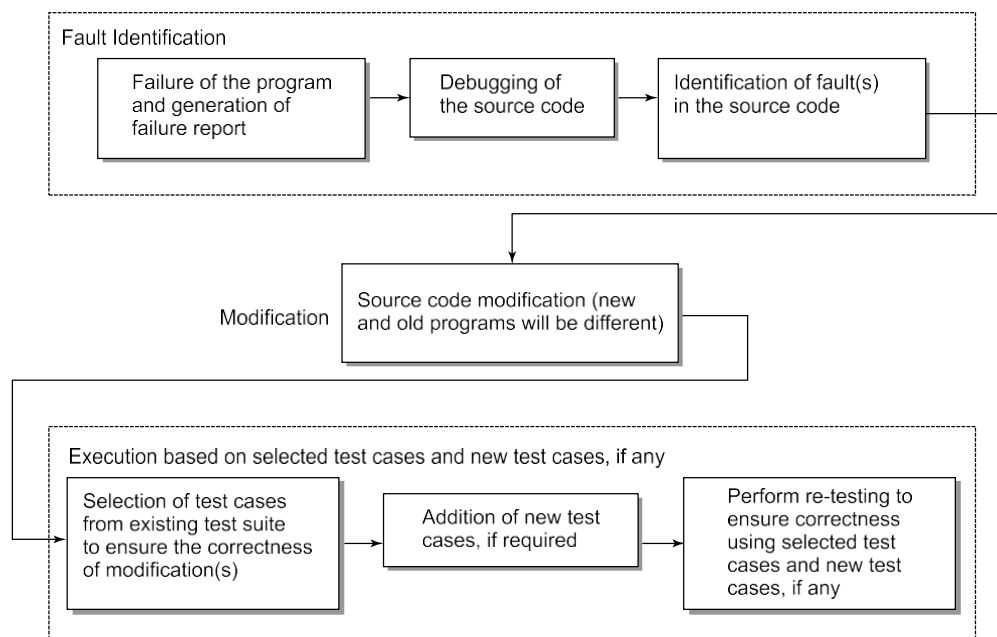 Fault Identification
Failure of the program
and generation of
failure report
Debugging of
the source code
Identification of fault(s)
in the source code
Modification
Source code modification (new
and old programs will be different)
Execution based on selected test cases and new test cases, if any
Selection of test cases
from existing test suite
to ensure the correctness
of modification(s)
Addition of new test
cases, if required
Perform re-testing to
ensure correctness
using selected test
cases and new test
cases, if any